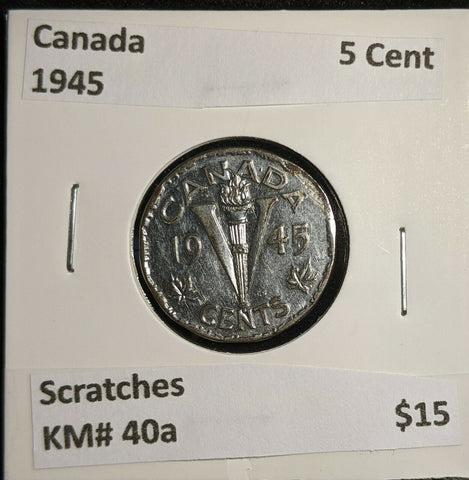 Canada 5 Cent
1945
CANADA
19 45
CENTS
Scratches
KM# 40a $15